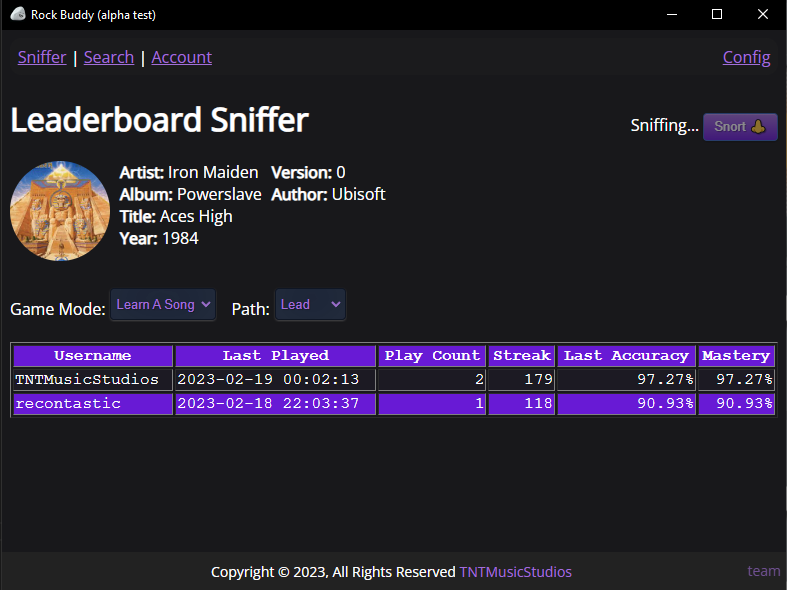 Rock Buddy (alpha test)
Sniffer | Search | Account Config
Leaderboard Sniffer
Sniffing... Snort
Artist: Iron Maiden Version: 0
Album: Powerslave Author: Ubisoft
Title: Aces High
Year: 1984
Game Mode: Learn A Song Path: Lead
Username Last Played Play Count Streak Last Accuracy Mastery
TNTMusicStudios 2023-02-19 00:02:13 2 179 97.27% 97.27%
recontastic 2023-02-18 22:03:37 1 118 90.93% 90.93%
Copyright © 2023, All Rights Reserved TNTMusicStudios
team